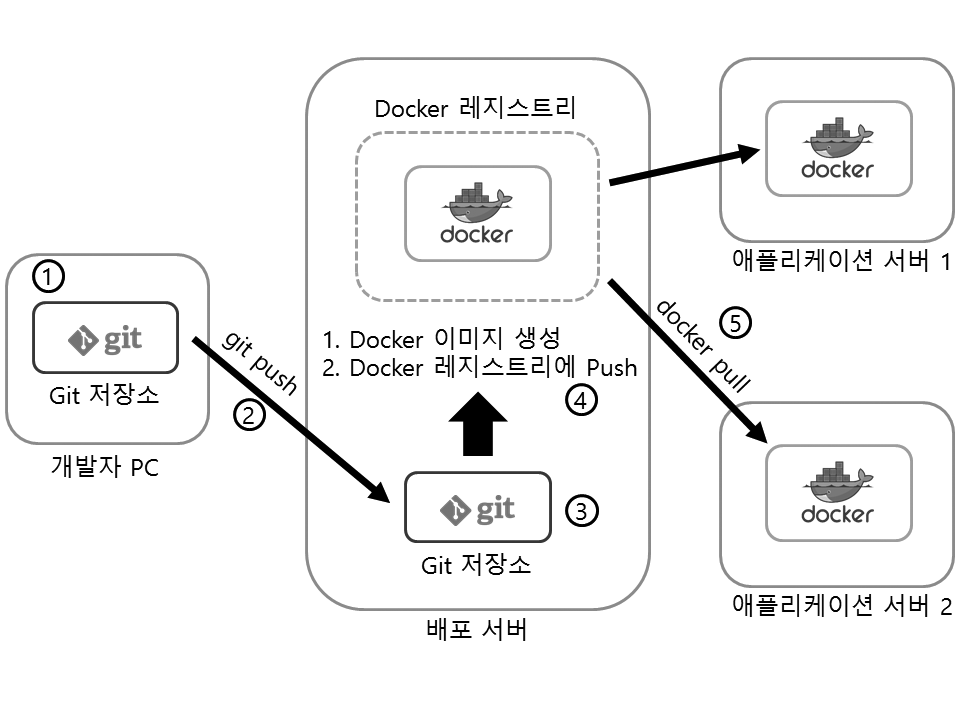 ①
git
Git 저장소
개발자 PC
git push
②
Docker 레지스트리
docker
1. Docker 이미지 생성
2. Docker 레지스트리에 Push
④
git
③
Git 저장소
배포 서버
docker
애플리케이션 서버 1
docker pull
⑤
docker
애플리케이션 서버 2